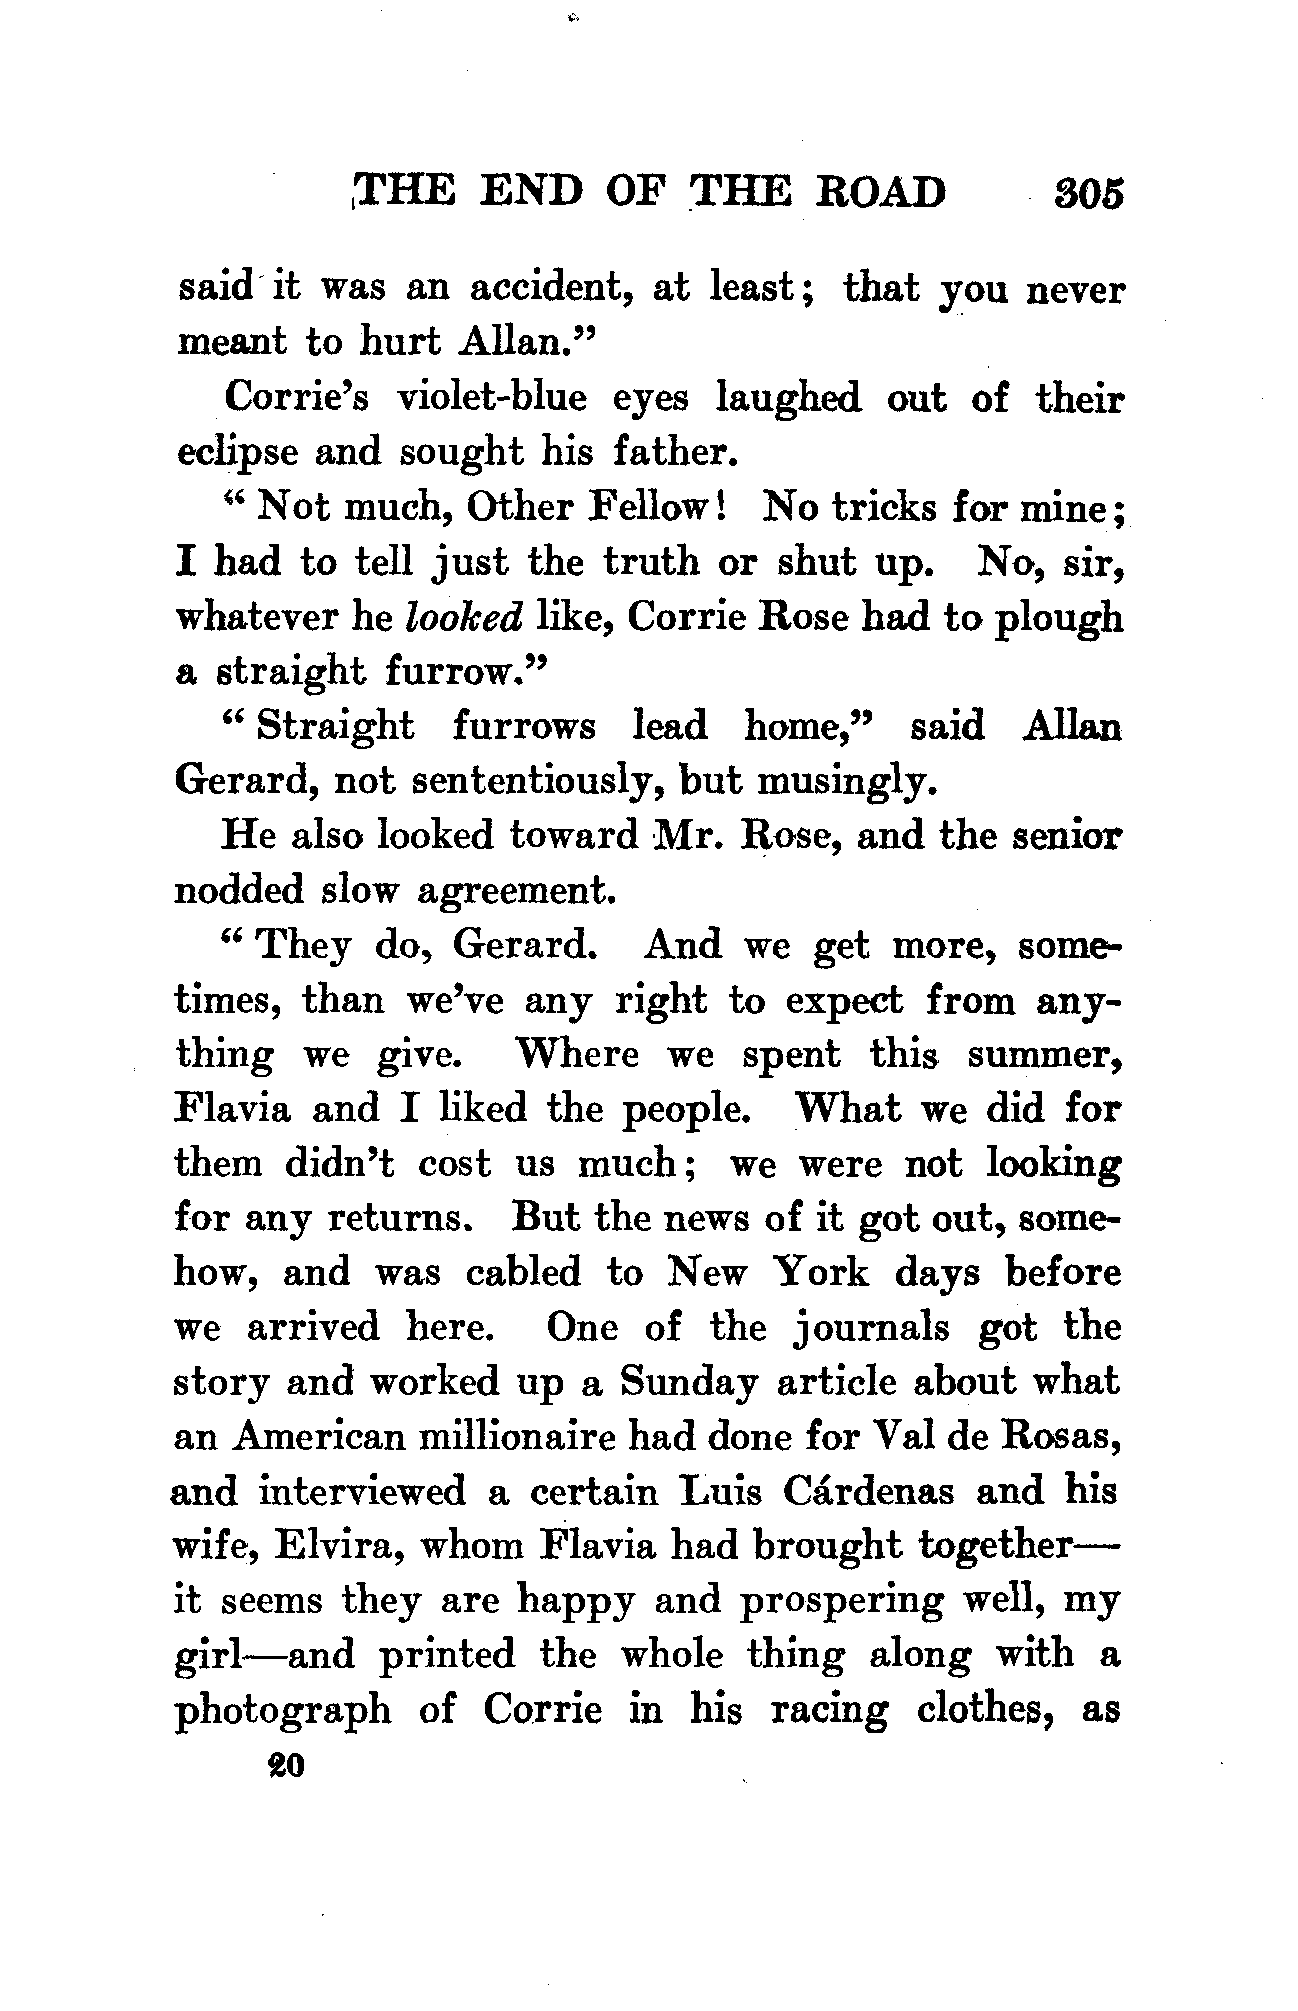 THE END OF THE ROAD 305
said it was an accident, at least; that you never
meant to hurt Allan."
Corrie's violet-blue eyes laughed out of their
eclipse and sought his father.
"Not much, Other Fellow! No tricks for mine;
I had to tell just the truth or shut up. No, sir,
whatever he looked like, Corrie Rose had to plough
a straight furrow."
"Straight furrows lead home," said Allan
Gerard, not sententiously, but musingly.
He also looked toward Mr. Rose, and the senior
nodded slow agreement.
"They do, Gerard. And we get more, some-
times, than we've any right to expect from any-
thing we give. Where we spent this summer,
Flavia and I liked the people. What we did for
them didn't cost us much; we were not looking
for any returns. But the news of it got out, some-
how, and was cabled to New York days before
we arrived here. One of the journals got the
story and worked up a Sunday article about what
an American millionaire had done for Val de Rosas,
and interviewed a certain Luis Cárdenas and his
wife, Elvira, whom Flavia had brought together—
it seems they are happy and prospering well, my
girl—and printed the whole thing along with a
photograph of Corrie in his racing clothes, as
20